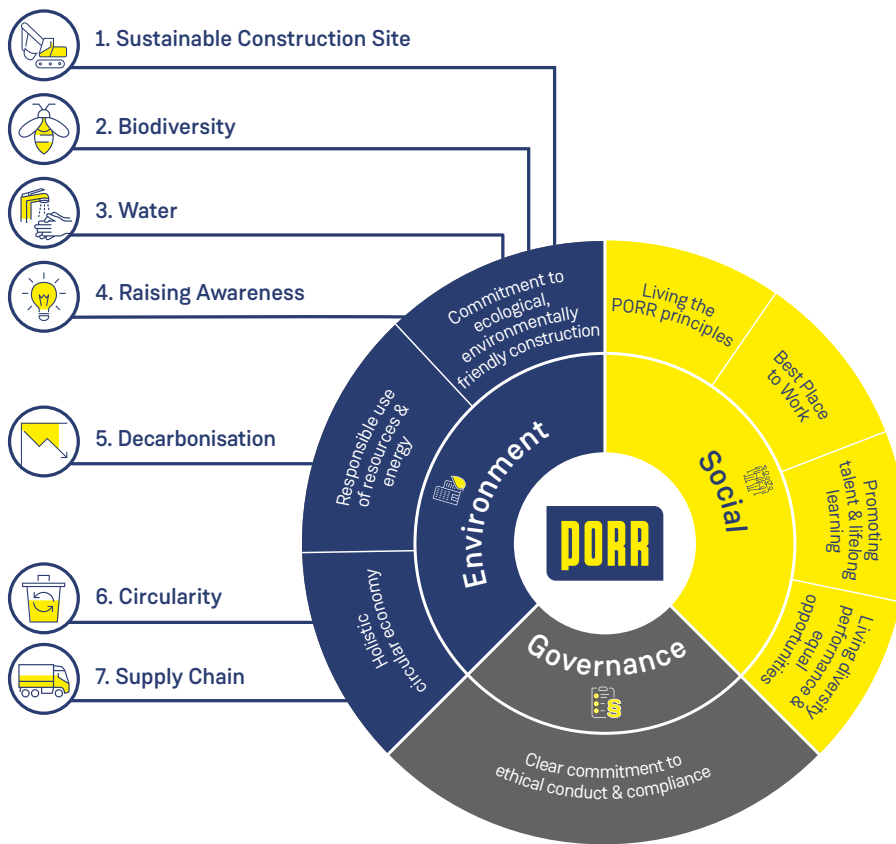 1. Sustainable Construction Site
2. Biodiversity
3. Water
4. Raising Awareness
5. Decarbonisation
6. Circularity
7. Supply Chain
Commitment to
ecological,
environmentally
friendly construction
Responsible use
of resources &
energy
Holistic
circular economy
Environment
Living the
PORR principles
Best Place
to Work
Promoting
talent & lifelong
learning
Living diversity
performance &
equal
opportunities
Social
PORR
Governance
§
Clear commitment to
ethical conduct & compliance